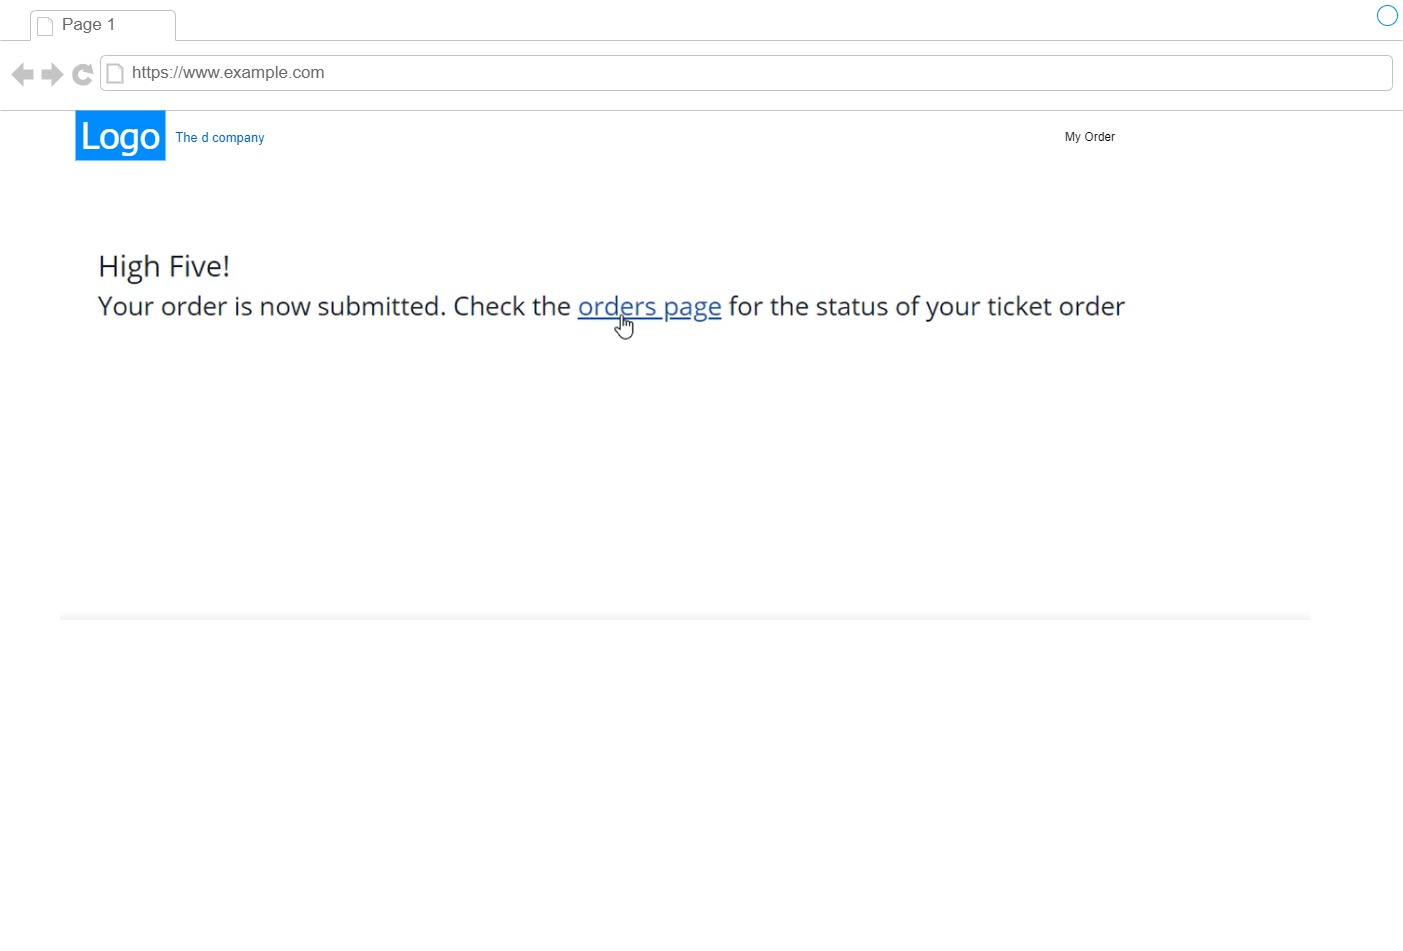 Page 1
https://www.example.com
Logo
The d company
My Order
High Five!
Your order is now submitted. Check the orders page for the status of your ticket order